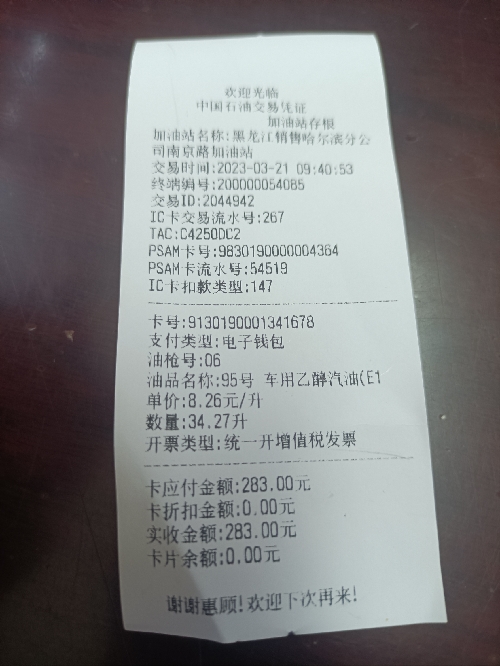 欢迎光临
中国石油交易凭证
加油站存根
加油站名称:黑龙江销售哈尔滨分公
司南京路加油站
交易时间:2023-03-21 09:40:53
终端编号:200000054085
交易ID:2044942
IC卡交易流水号:267
TAC:C4250DC2
PSAM卡号:9830190000004364
PSAM卡流水号:54519
IC卡扣款类型:147
卡号:9130190001341678
支付类型:电子钱包
油枪号:06
油品名称:95号 车用乙醇汽油(E1
单价:8.26元/升
数量:34.27升
开票类型:统一开增值税发票
卡应付金额:283.00元
卡折扣金额:0.00元
实收金额:283.00元
卡片余额:0.00元
谢谢惠顾!欢迎下次再来!